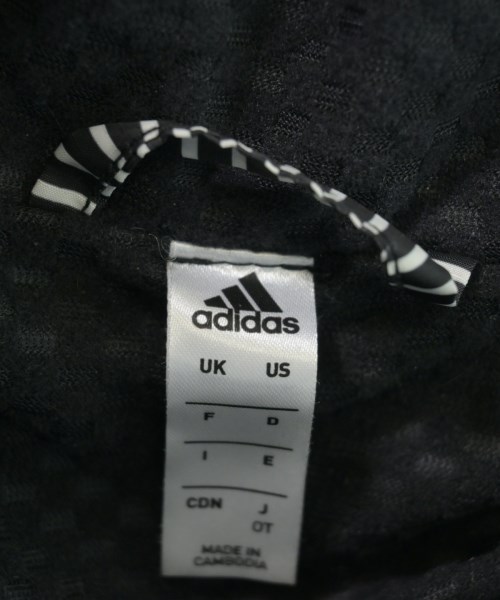 adidas
UK US
F D
I E
CDN J
OT
MADE IN
CAMBODIA